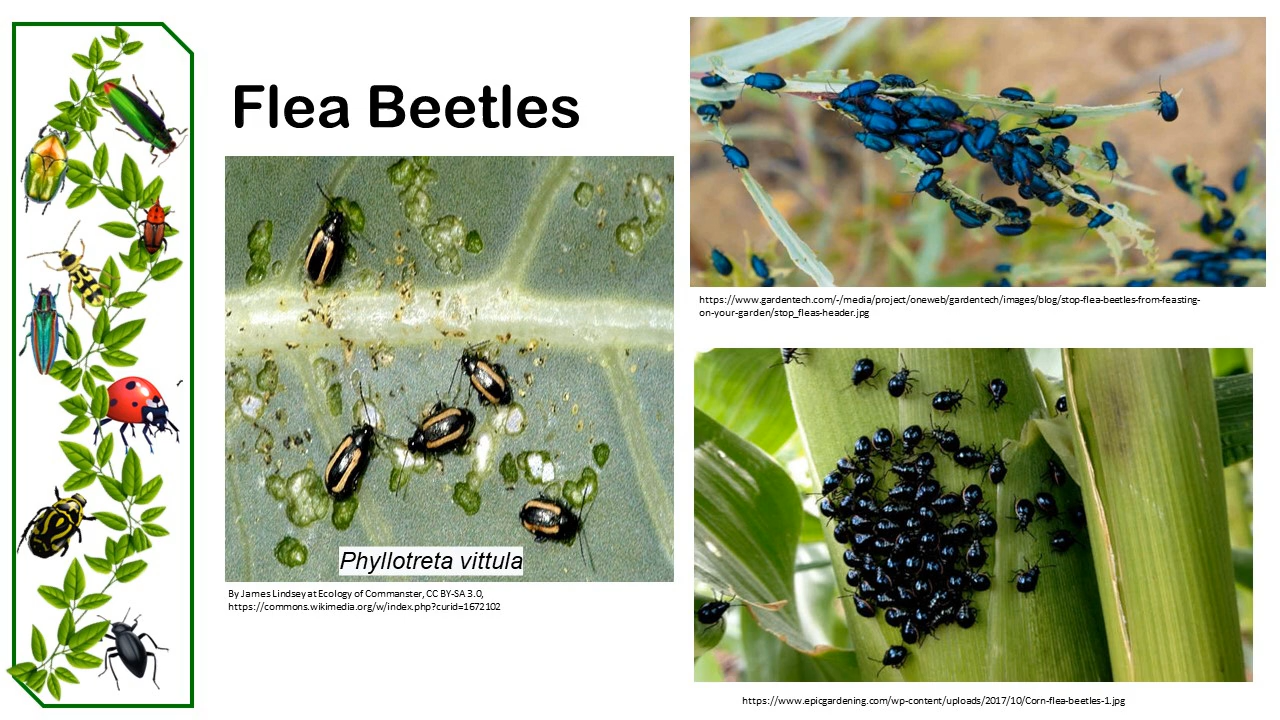 Flea Beetles
Phyllotreta vittula
By James Lindsey at Ecology of Commanster, CC BY-SA 3.0,
https://commons.wikimedia.org/w/index.php?curid=1672102
https://www.gardentech.com/-/media/project/oneweb/gardentech/images/blog/stop-flea-beetles-from-feasting-
on-your-garden/stop_fleas-header.jpg
https://www.epicgardening.com/wp-content/uploads/2017/10/Corn-flea-beetles-1.jpg